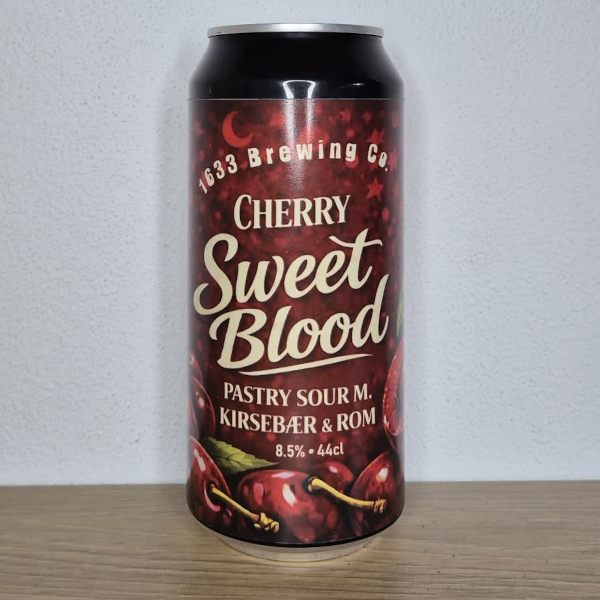 1633 Brewing Co.
CHERRY
Sweet
Blood
PASTRY SOUR M.
KIRSEBÆR & ROM
8.5% • 44cl